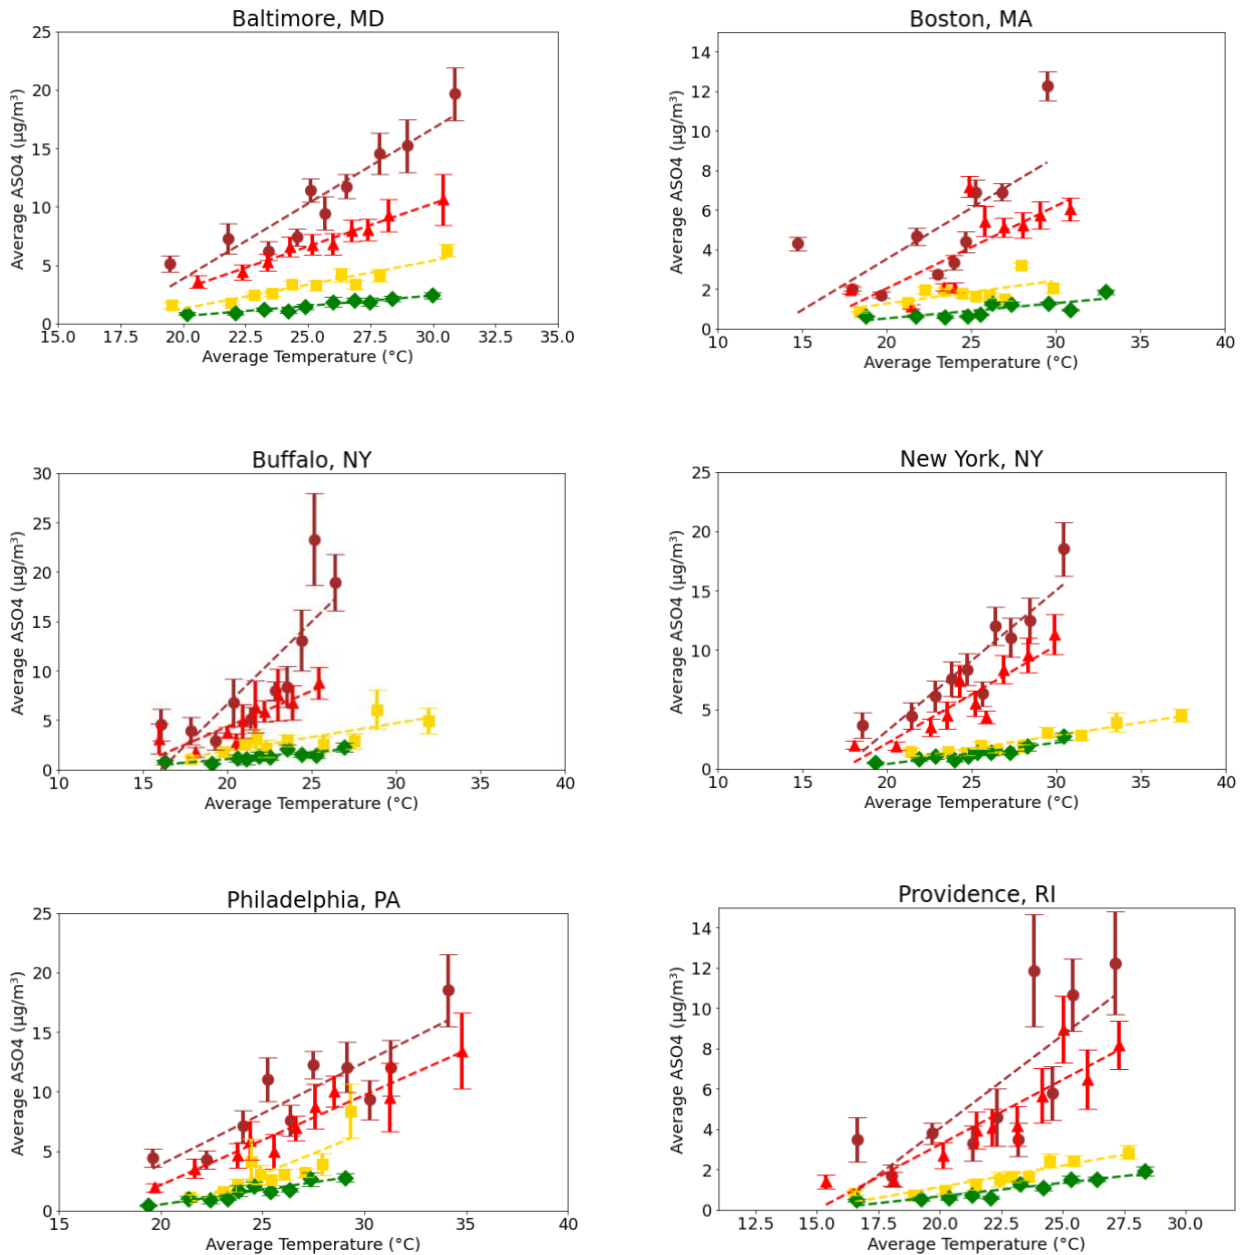 Baltimore, MD
25
20
15
10
5
0
Average ASO4 (µg/m³)
15.0 17.5 20.0 22.5 25.0 27.5 30.0 32.5 35.0
Average Temperature (°C)
Boston, MA
14
12
10
8
6
4
2
0
Average ASO4 (µg/m³)
10 15 20 25 30 35 40
Average Temperature (°C)
Buffalo, NY
30
25
20
15
10
5
0
Average ASO4 (µg/m³)
10 15 20 25 30 35 40
Average Temperature (°C)
New York, NY
25
20
15
10
5
0
Average ASO4 (µg/m³)
10 15 20 25 30 35 40
Average Temperature (°C)
Philadelphia, PA
25
20
15
10
5
0
Average ASO4 (µg/m³)
15 20 25 30 35 40
Average Temperature (°C)
Providence, RI
14
12
10
8
6
4
2
0
Average ASO4 (µg/m³)
12.5 15.0 17.5 20.0 22.5 25.0 27.5 30.0
Average Temperature (°C)